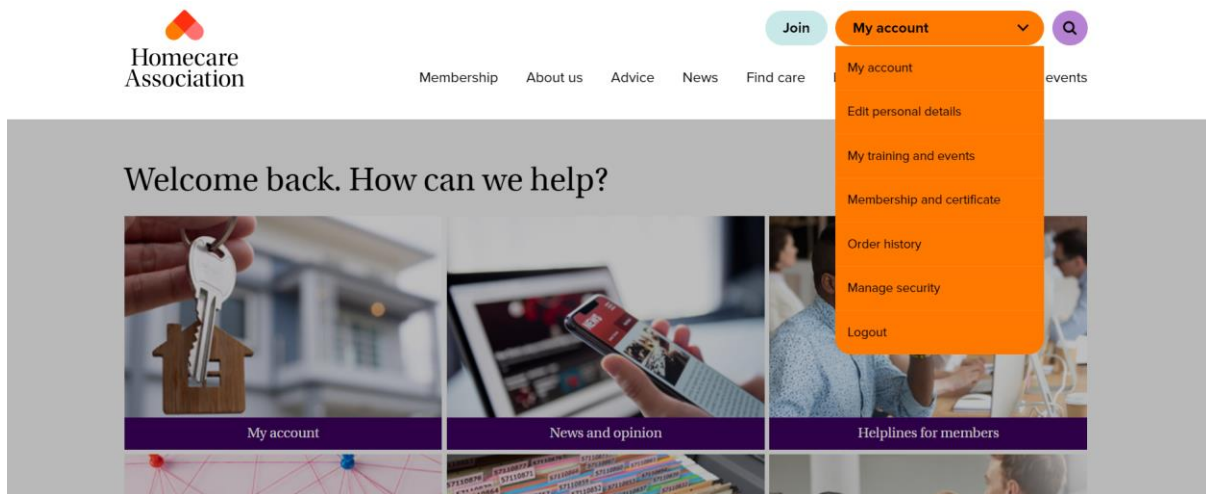 Join
My account
Homecare
Association
Membership
About us
Advice
News
Find care
events
My account
Edit personal details
My training and events
Membership and certificate
Order history
Manage security
Logout
Welcome back. How can we help?
My account
News and opinion
Helplines for members